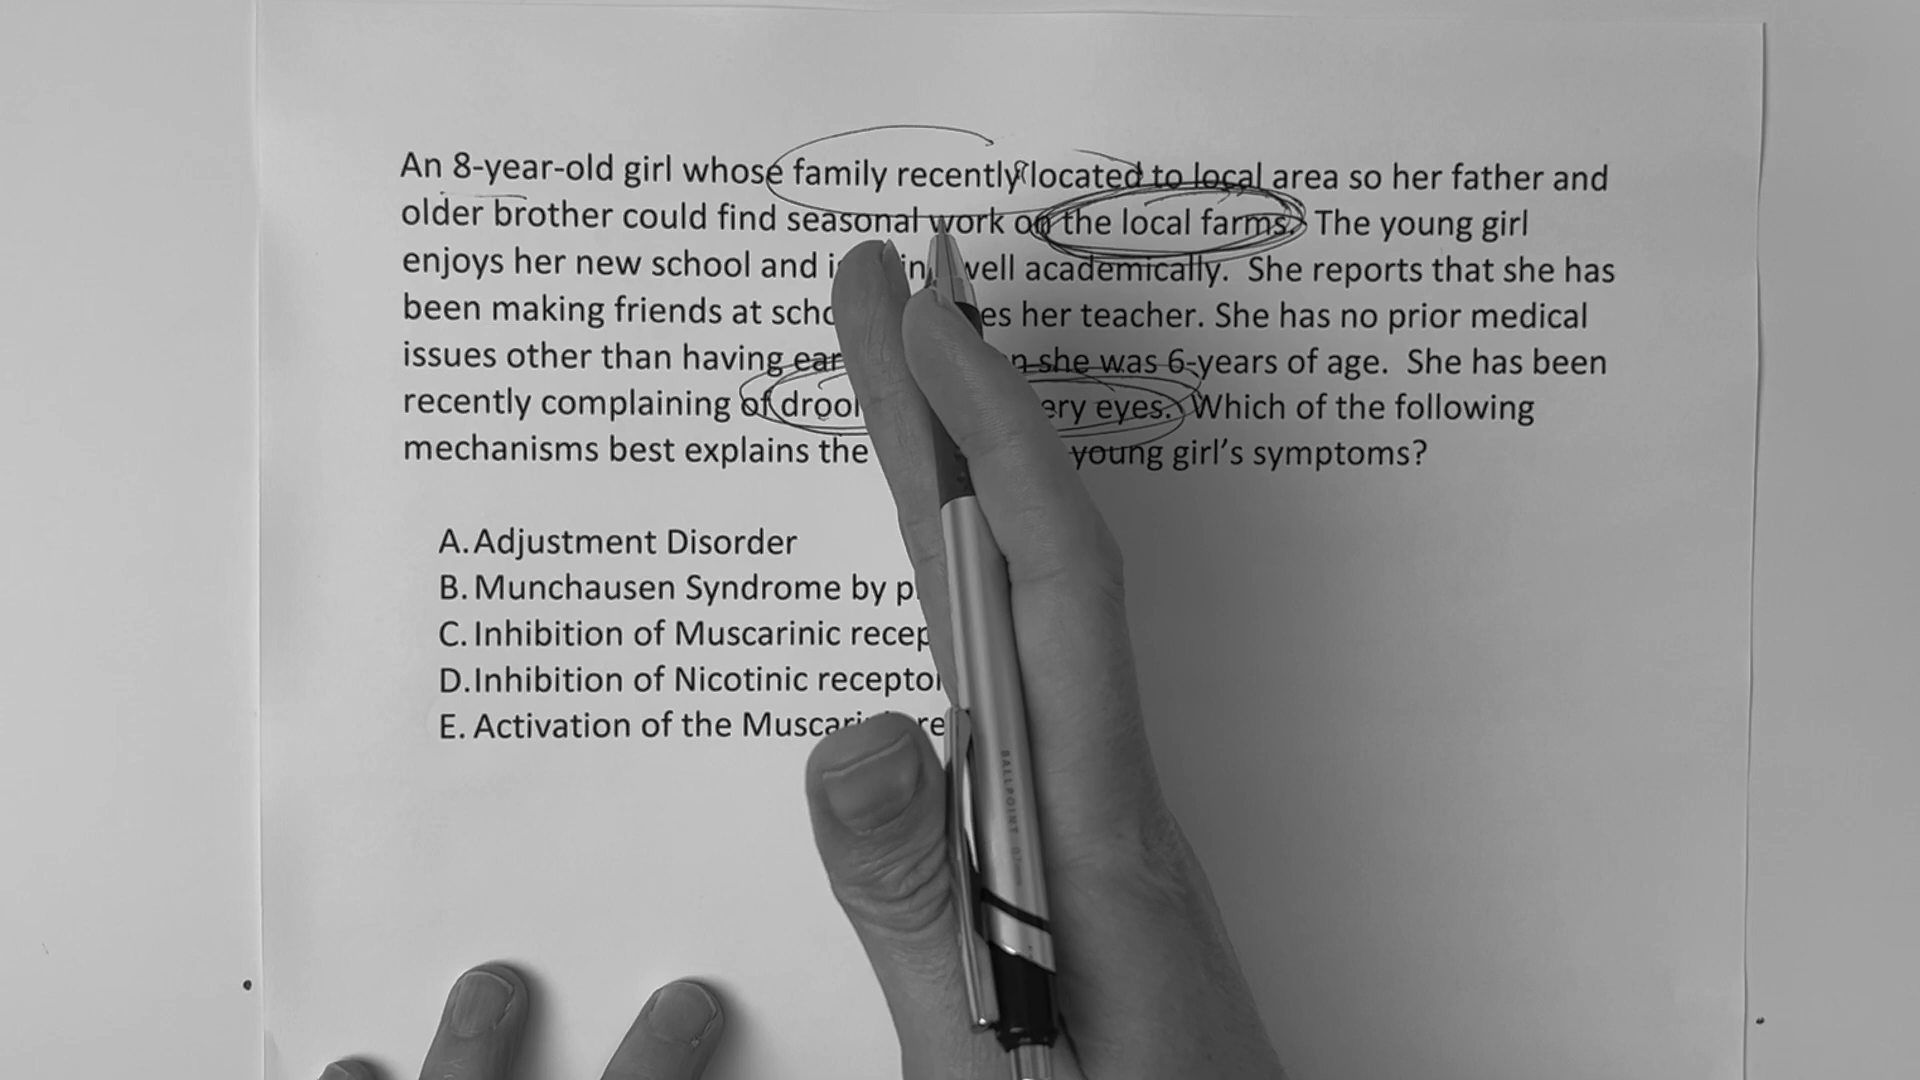 An 8-year-old girl whose family recently located to local area so her father and
older brother could find seasonal work on the local farms. The young girl
enjoys her new school and well academically. She reports that she has
been making friends at her teacher. She has no prior medical
issues other than having ear she was 6-years of age. She has been
recently complaining of eyes. Which of the following
mechanisms best explains the young girl's symptoms?
A. Adjustment Disorder
B. Munchausen Syndrome by
C. Inhibition of Muscarinic
D. Inhibition of Nicotinic
E. Activation of the
BALLPOINT